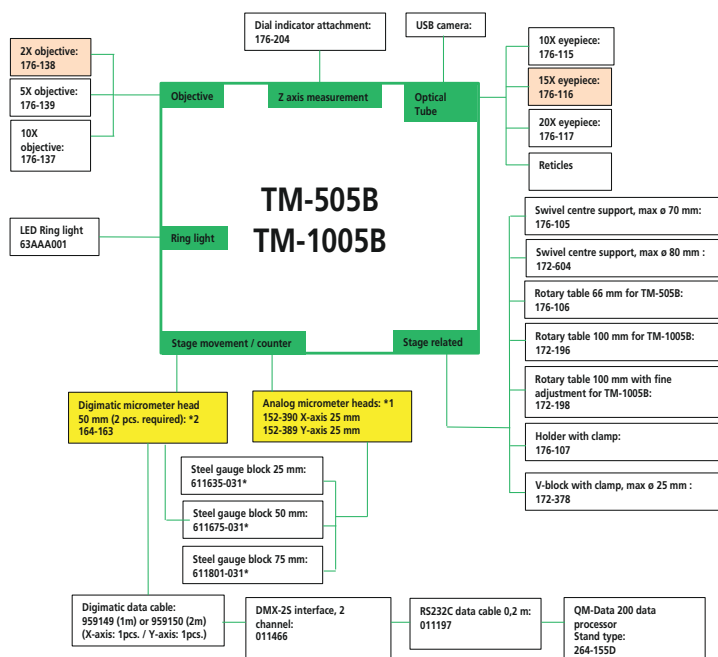 Dial indicator attachment:
176-204
USB camera:
2X objective:
176-138
5X objective:
176-139
10X
objective:
176-137
10X eyepiece:
176-115
15X eyepiece:
176-116
20X eyepiece:
176-117
Reticles
Objective
Z axis measurement
Optical
Tube
TM-505B
TM-1005B
LED Ring light
63AAA001
Ring light
Stage movement / counter
Stage related
Swivel centre support, max ø 70 mm:
176-105
Swivel centre support, max ø 80 mm :
172-604
Rotary table 66 mm for TM-505B:
176-106
Rotary table 100 mm for TM-1005B:
172-196
Rotary table 100 mm with fine
adjustment for TM-1005B:
172-198
Holder with clamp:
176-107
V-block with clamp, max ø 25 mm :
172-378
Digimatic micrometer head
50 mm (2 pcs. required): *2
164-163
Analog micrometer heads: *1
152-390 X-axis 25 mm
152-389 Y-axis 25 mm
Steel gauge block 25 mm:
611635-031*
Steel gauge block 50 mm:
611675-031*
Steel gauge block 75 mm:
611801-031*
Digimatic data cable:
959149 (1m) or 959150 (2m)
(X-axis: 1pcs. / Y-axis: 1pcs.)
DMX-2S interface, 2
channel:
011466
RS232C data cable 0,2 m:
011197
QM-Data 200 data
processor
Stand type:
264-155D